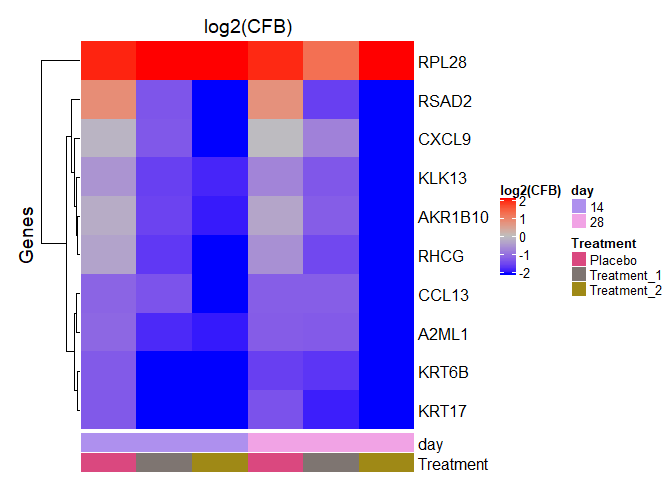 log2(CFB)
Genes
RPL28
RSAD2
CXCL9
KLK13
AKR1B10
RHCG
CCL13
A2ML1
KRT6B
KRT17
day
Treatment
log2(CFB)
2
1
0
-1
-2
day
14
28
Treatment
Placebo
Treatment_1
Treatment_2